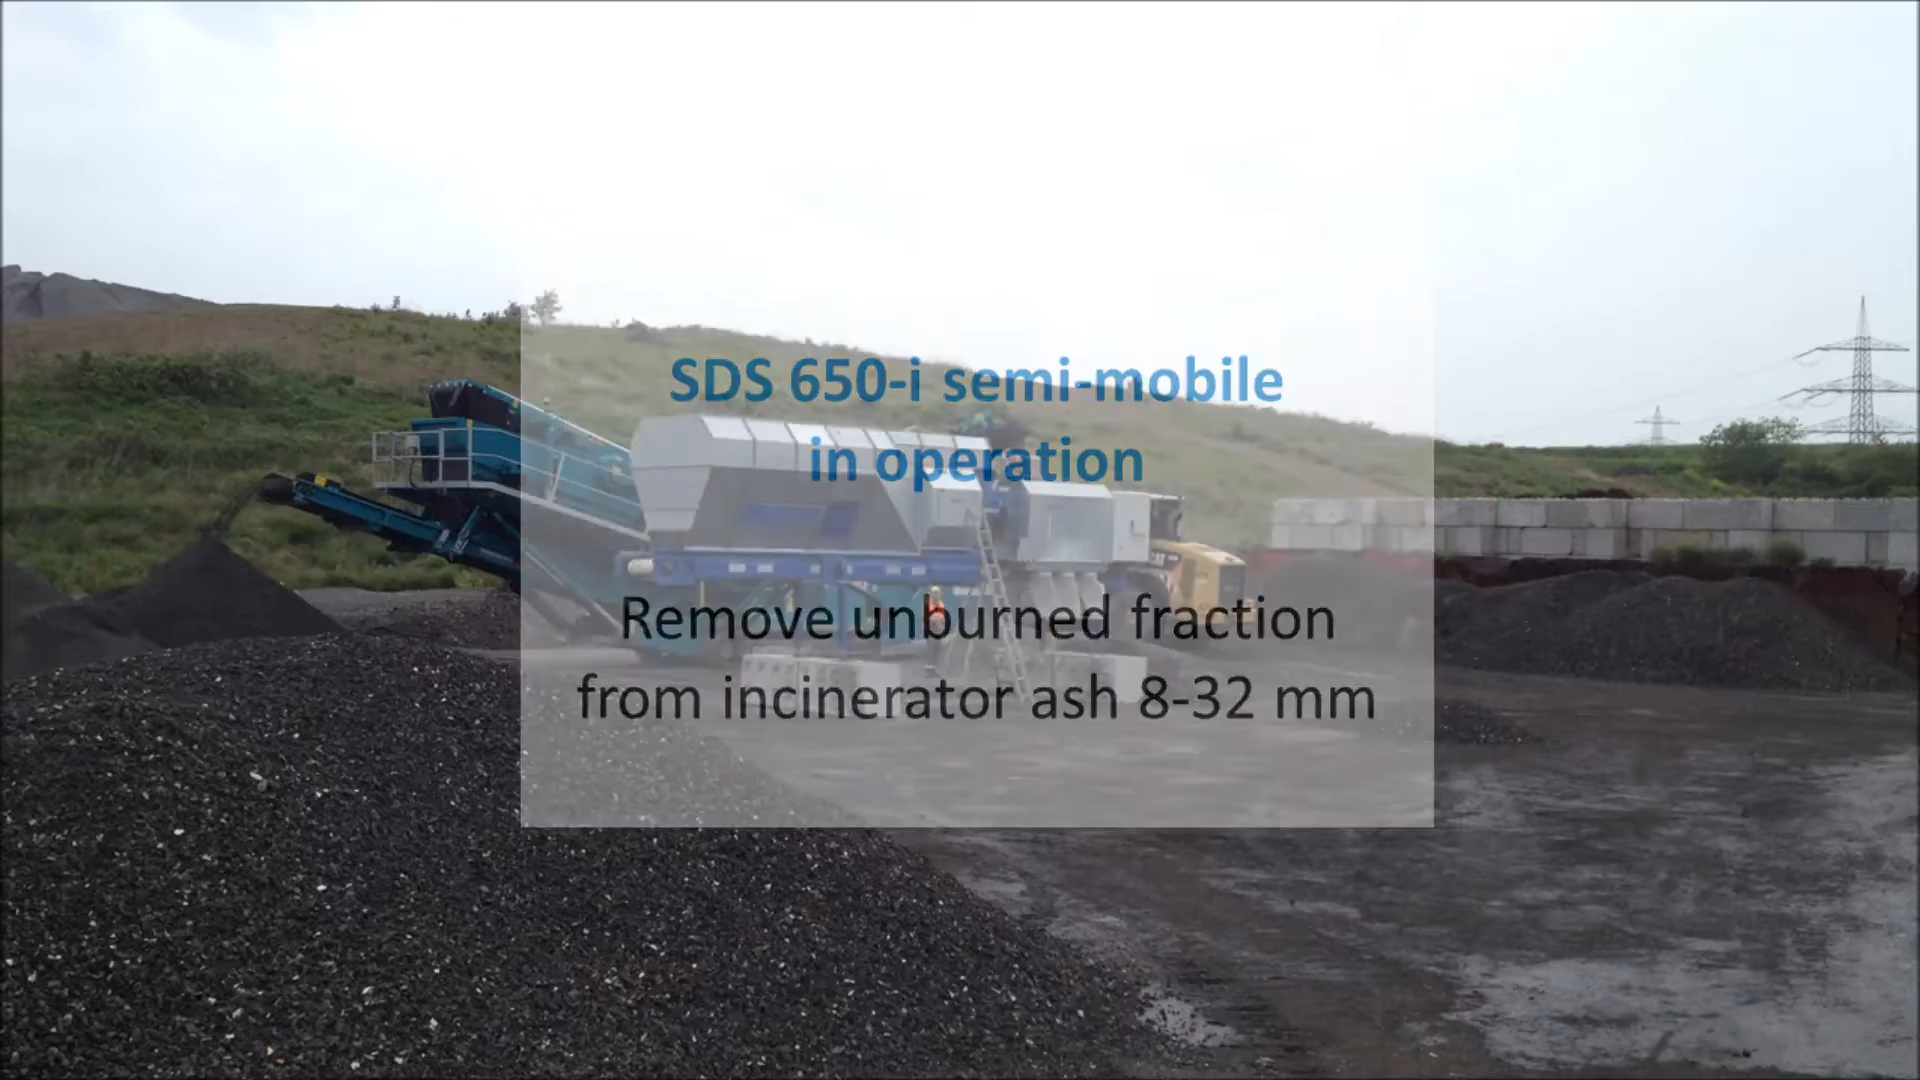 SDS 650-i semi-mobile
in operation
Remove unburned fraction
from incinerator ash 8-32 mm